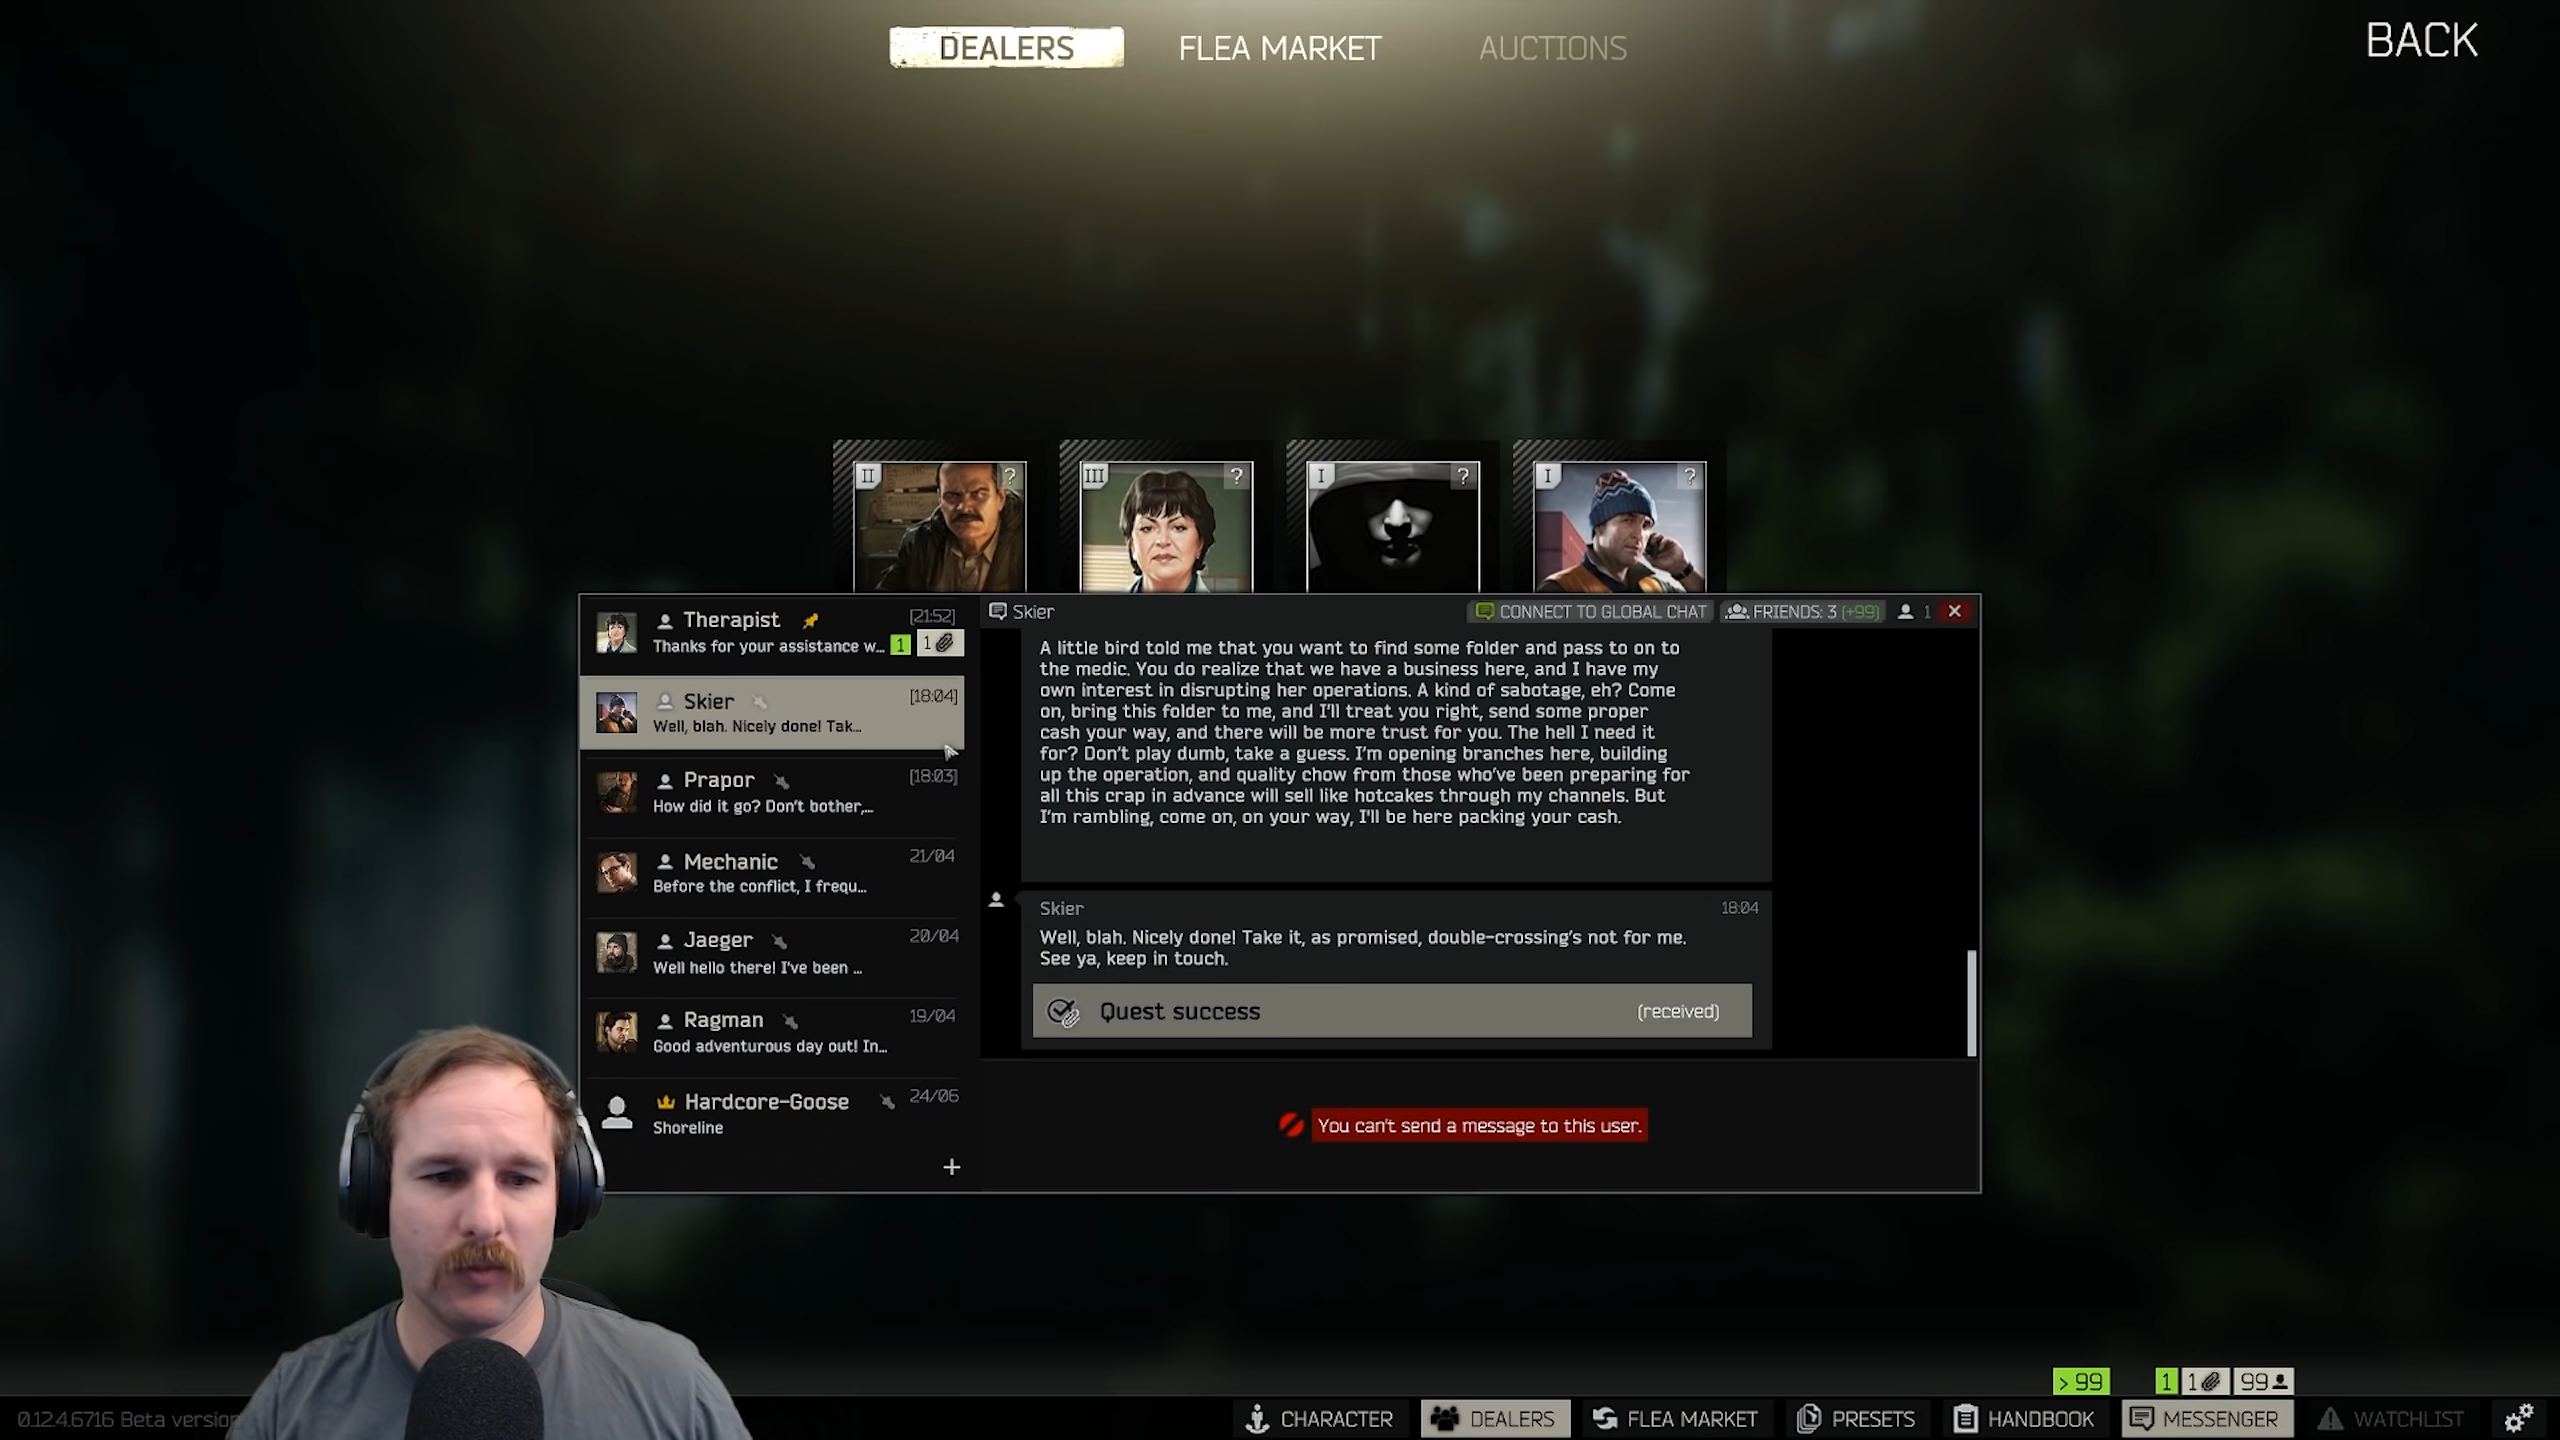 DEALERS
FLEA MARKET
AUCTIONS
BACK
II
?
III
?
I
?
I
?
Therapist
[21:52]
Thanks for your assistance w...
1
1
Skier
[18:04]
Well, blah. Nicely done! Tak...
Prapor
[18:03]
How did it go? Don't bother,...
Mechanic
21/04
Before the conflict, I frequ...
Jaeger
20/04
Well hello there! I've been ...
Ragman
19/04
Good adventurous day out! In...
Hardcore-Goose
24/06
Shoreline
+
Skier
CONNECT TO GLOBAL CHAT
FRIENDS: 3 (+99)
1
A little bird told me that you want to find some folder and pass to on to
the medic. You do realize that we have a business here, and I have my
own interest in disrupting her operations. A kind of sabotage, eh? Come
on, bring this folder to me, and I'll treat you right, send some proper
cash your way, and there will be more trust for you. The hell I need it
for? Don't play dumb, take a guess. I'm opening branches here, building
up the operation, and quality chow from those who've been preparing for
all this crap in advance will sell like hotcakes through my channels. But
I'm rambling, come on, on your way, I'll be here packing your cash.
Skier
18:04
Well, blah. Nicely done! Take it, as promised, double-crossing's not for me.
See ya, keep in touch.
Quest success
(received)
You can't send a message to this user.
> 99
1
1
99
0.12.4.6716 Beta version
CHARACTER
DEALERS
FLEA MARKET
PRESETS
HANDBOOK
MESSENGER
WATCHLIST